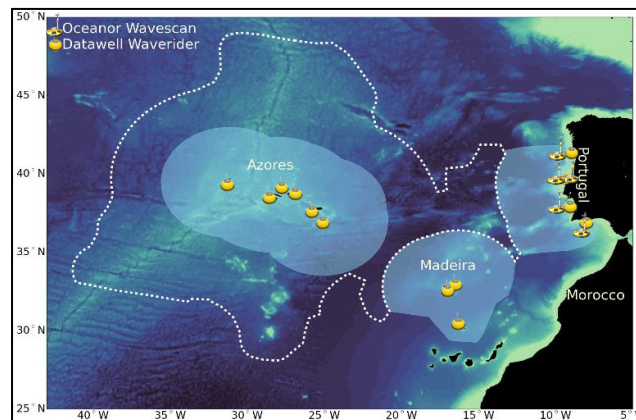 50°N
Oceanor Wavescan
Datawell Waverider
45°N
40°N
Azores
Portugal
35°N
Madeira
Morocco
30°N
25°N
40°W
35°W
30°W
25°W
20°W
15°W
10°W
5°W